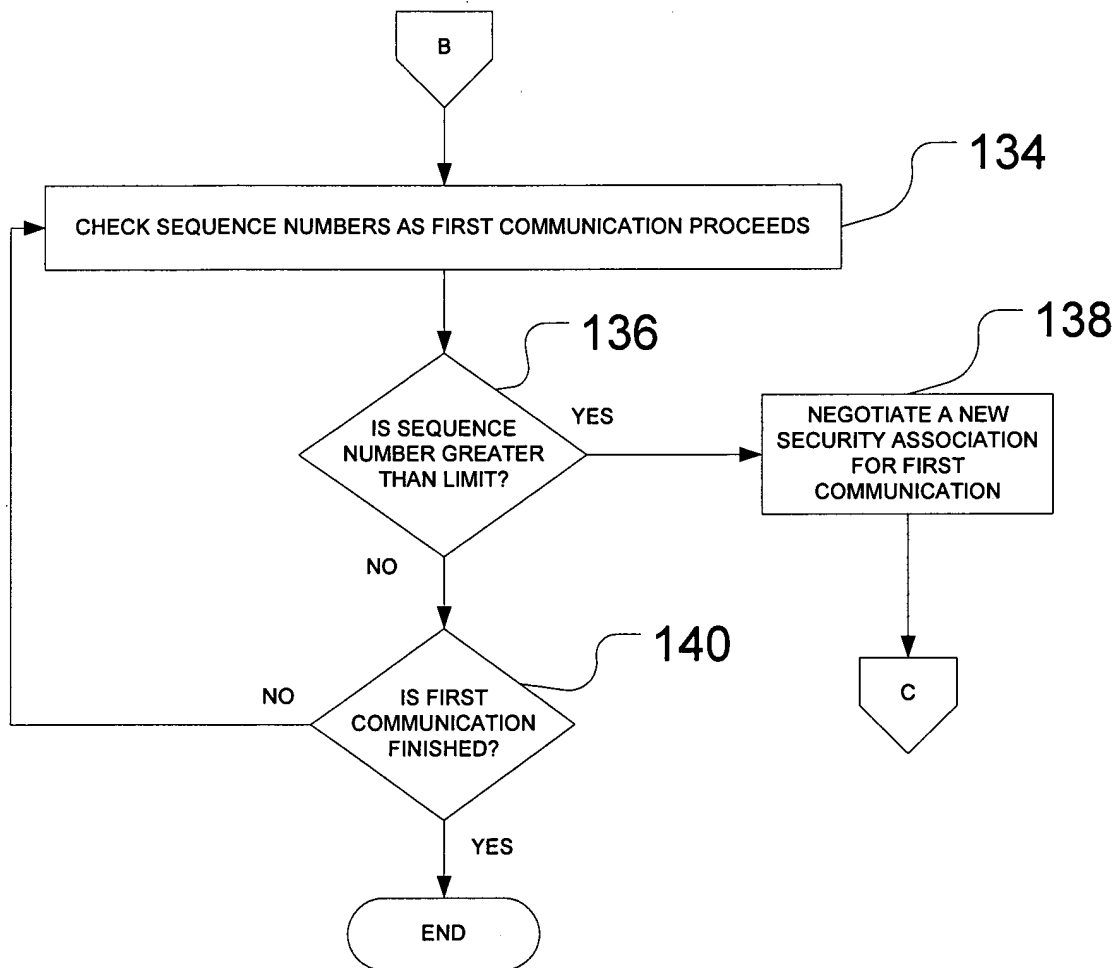 B
134
CHECK SEQUENCE NUMBERS AS FIRST COMMUNICATION PROCEEDS
136
138
IS SEQUENCE
NUMBER GREATER
THAN LIMIT?
YES
NEGOTIATE A NEW
SECURITY ASSOCIATION
FOR FIRST
COMMUNICATION
NO
140
NO
IS FIRST
COMMUNICATION
FINISHED?
C
YES
END